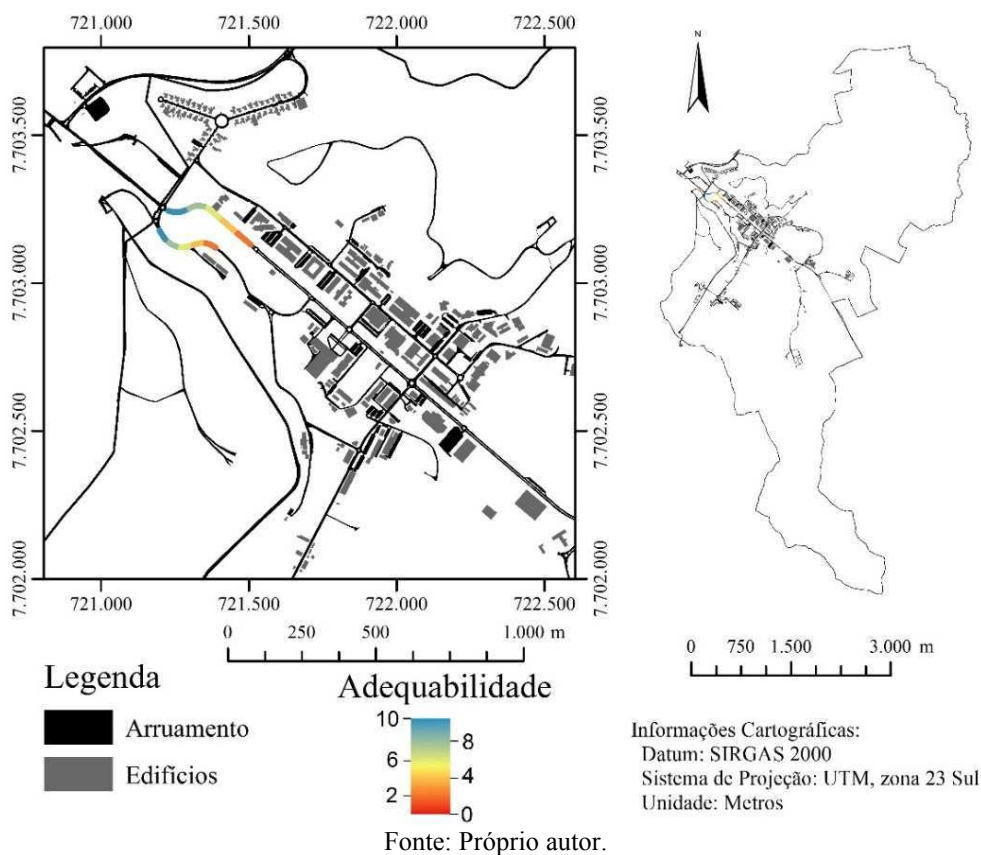 721.000 721.500 722.000 722.500
N
7.703.500
7.703.000
7.702.500
7.702.000
7.703.500
7.703.000
7.702.500
7.702.000
721.000 721.500 722.000 722.500
0 250 500 1.000 m
0 750 1.500 3.000 m
Legenda
Arruamento
Edifícios
Adequabilidade
10
8
6
4
2
0
Informações Cartográficas:
Datum: SIRGAS 2000
Sistema de Projeção: UTM, zona 23 Sul
Unidade: Metros
Fonte: Próprio autor.